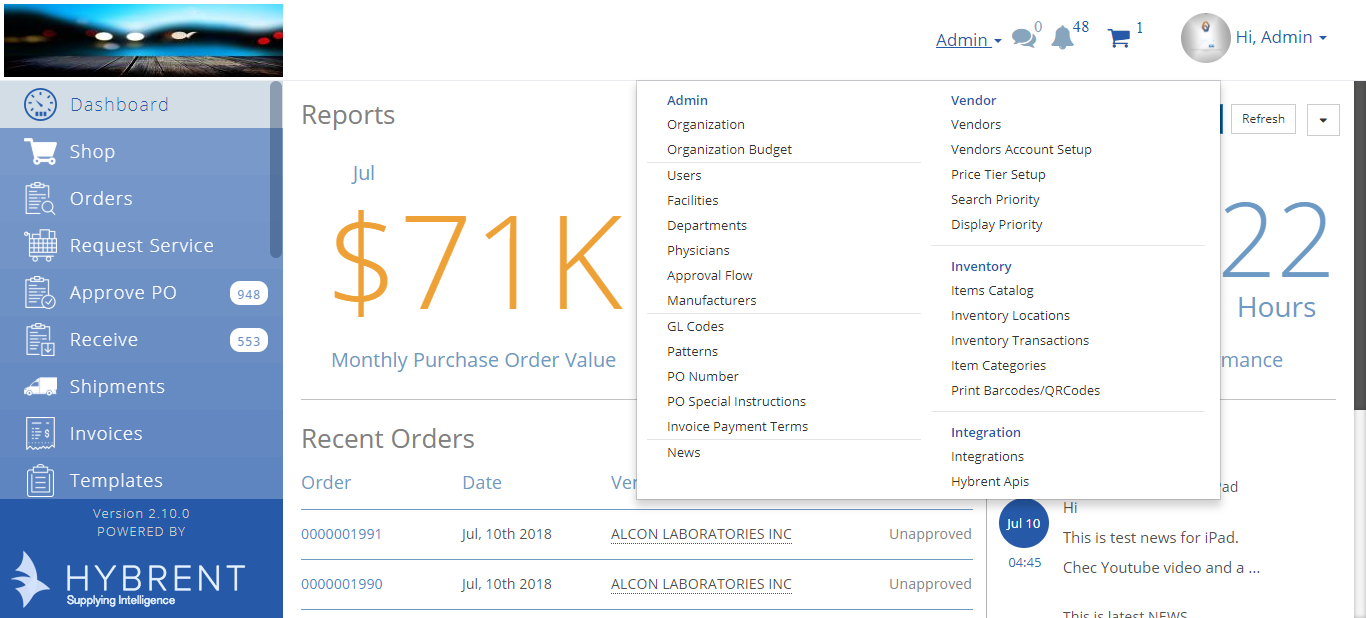 Admin
0
48
1
Hi, Admin
Dashboard
Shop
Orders
Request Service
Approve PO 948
Receive 553
Shipments
Invoices
Templates
Version 2.10.0
POWERED BY
HYBRENT
Supplying Intelligence
Reports
Refresh
Jul
$71K
Monthly Purchase Order Value
22
Hours
Admin
Organization
Organization Budget
Users
Facilities
Departments
Physicians
Approval Flow
Manufacturers
GL Codes
Patterns
PO Number
PO Special Instructions
Invoice Payment Terms
News
Vendor
Vendors
Vendors Account Setup
Price Tier Setup
Search Priority
Display Priority
Inventory
Items Catalog
Inventory Locations
Inventory Transactions
Item Categories
Print Barcodes/QRCodes
Integration
Integrations
Hybrent Apis
Recent Orders
Order Date
0000001991 Jul, 10th 2018 ALCON LABORATORIES INC Unapproved
0000001990 Jul, 10th 2018 ALCON LABORATORIES INC Unapproved
Jul 10
04:45
Hi
This is test news for iPad.
Chec Youtube video and a ...
This is latest NEWS